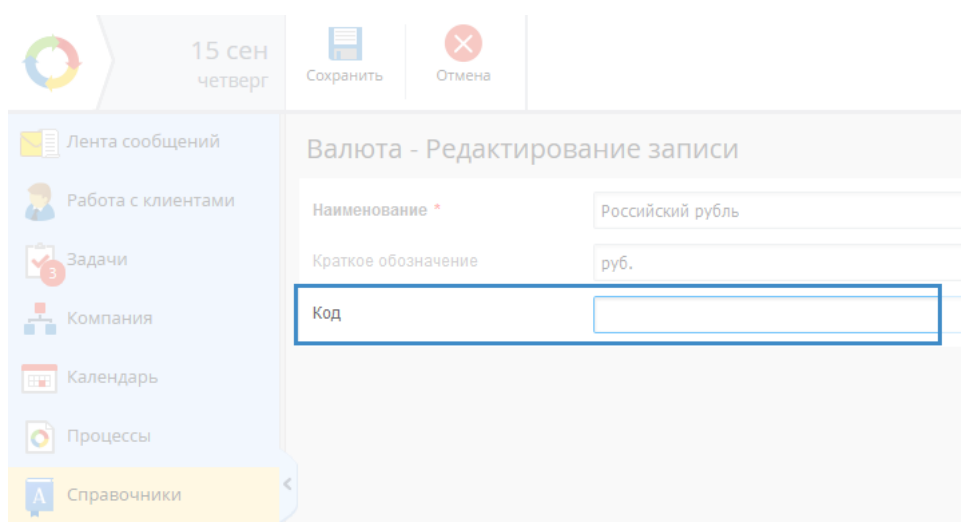 15 сен
четверг
Сохранить
Отмена
Лента сообщений
Работа с клиентами
3
Задачи
Компания
Календарь
Процессы
A
Справочники
Валюта - Редактирование записи
Наименование *
Российский рубль
Краткое обозначение
руб.
Код